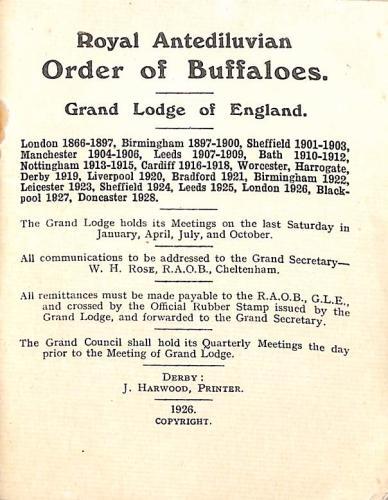 Royal Antediluvian
Order of Buffaloes.
Grand Lodge of England.
London 1866-1897, Birmingham 1897-1900, Sheffield 1901-1903,
Manchester 1904-1906, Leeds 1907-1909, Bath 1910-1912,
Nottingham 1913-1915, Cardiff 1916-1918, Worcester, Harrogate,
Derby 1919, Liverpool 1920, Bradford 1921, Birmingham 1922,
Leicester 1923, Sheffield 1924, Leeds 1925, London 1926, Black-
pool 1927, Doncaster 1928.
The Grand Lodge holds its Meetings on the last Saturday in
January, April, July, and October.
All communications to be addressed to the Grand Secretary—
W. H. Rose, R.A.O.B., Cheltenham.
All remittances must be made payable to the R.A.O.B., G.L.E.,
and crossed by the Official Rubber Stamp issued by the
Grand Lodge, and forwarded to the Grand Secretary.
The Grand Council shall hold its Quarterly Meetings the day
prior to the Meeting of Grand Lodge.
Derby:
J. Harwood, Printer.
1926.
COPYRIGHT.